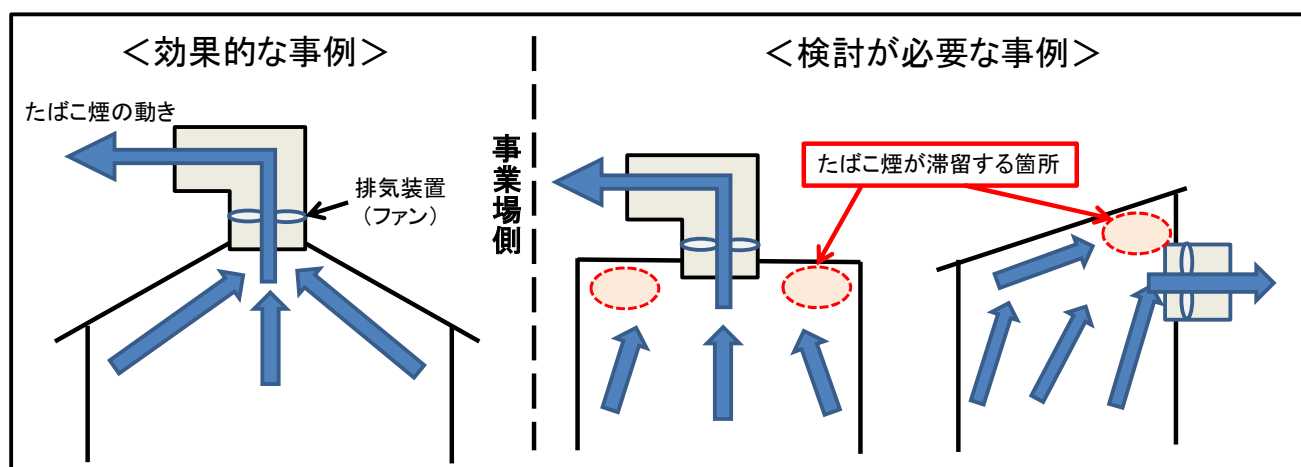 ＜効果的な事例＞
たばこ煙の動き
排気装置
（ファン）
事業場側
＜検討が必要な事例＞
たばこ煙が滞留する箇所